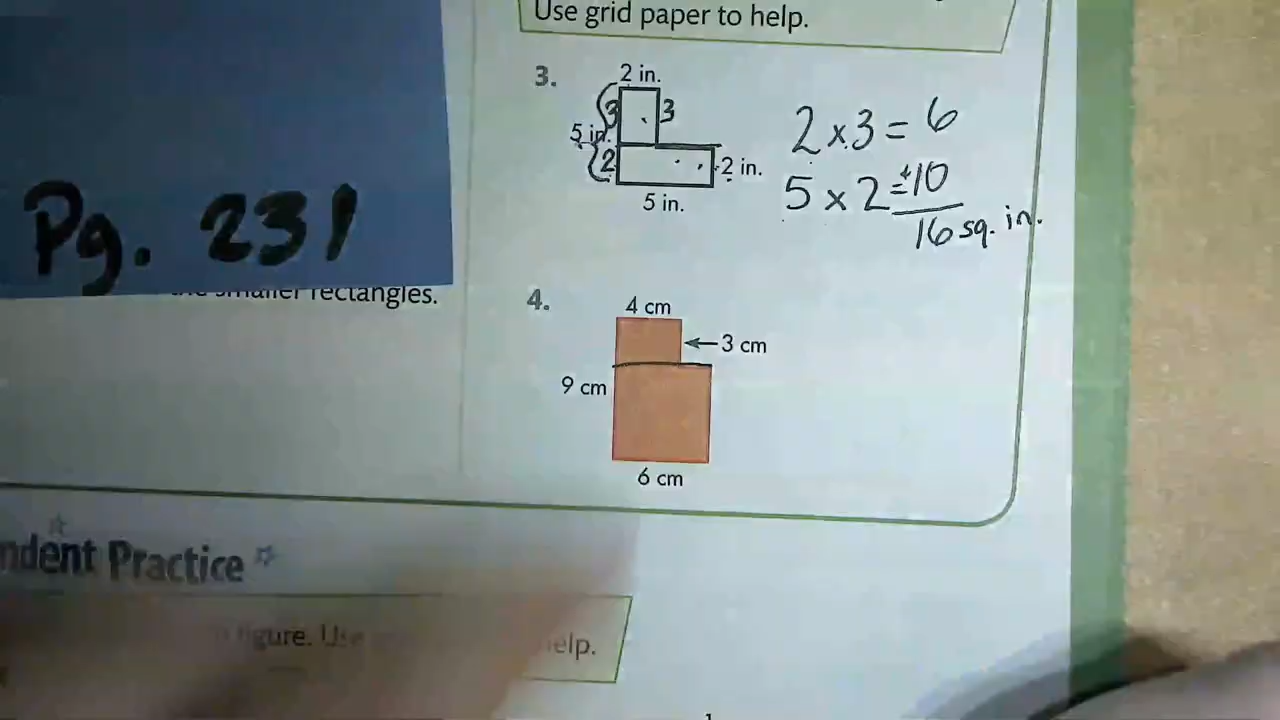 Use grid paper to help.
3.
2 in.
3
3
5 in.
2
2 in.
5 in.
2 x 3 = 6
5 x 2 = +10
16 sq. in.
Pg. 231
smaller rectangles.
4.
4 cm
3 cm
9 cm
6 cm
ndent Practice
figure. Use
help.